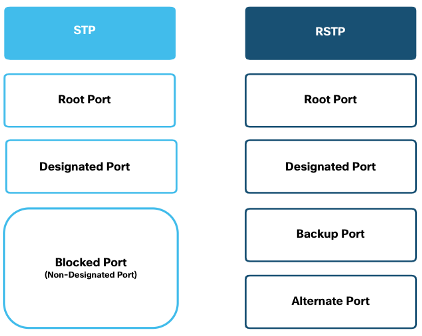 STP
Root Port
Designated Port
Blocked Port
(Non-Designated Port)
RSTP
Root Port
Designated Port
Backup Port
Alternate Port